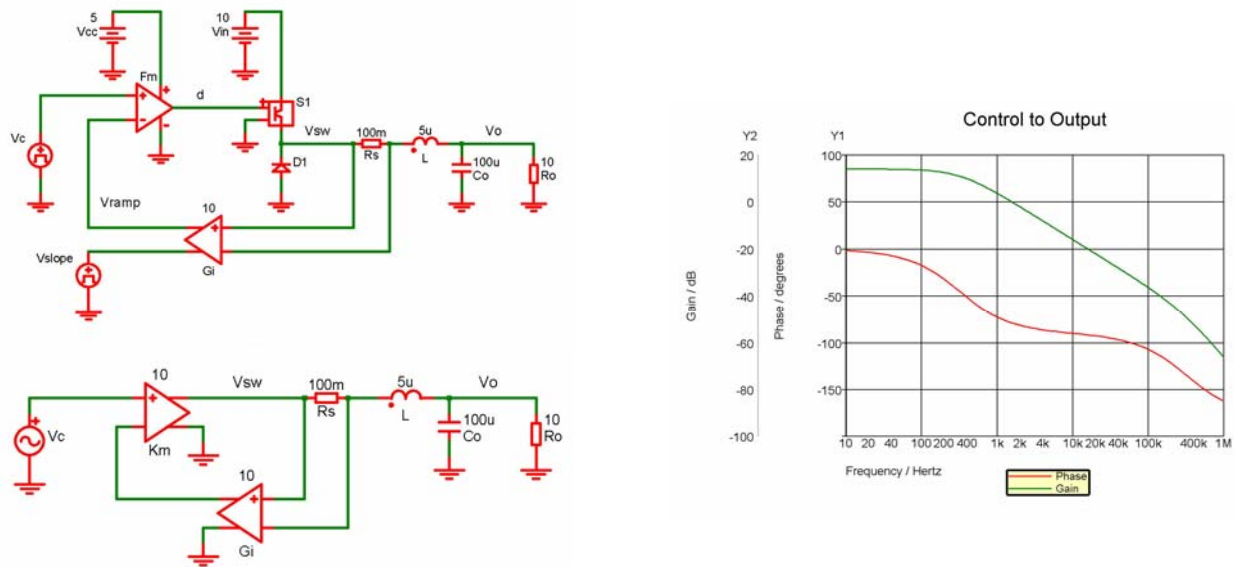 5
Vcc
10
Vin
Fm
d
S1
Vc
Vsw
100m
Rs
5u
L
Vo
D1
100u
Co
10
Ro
Vramp
10
Gi
Vslope
10
Vsw
100m
Rs
5u
L
Vo
Vc
Km
100u
Co
10
Ro
10
Gi
Control to Output
Y2
Y1
20
0
-20
-40
-60
-80
-100
Gain / dB
Phase / degrees
100
50
0
-50
-100
-150
10 20 40 100 200 400 1k 2k 4k 10k 20k 40k 100k 400k 1M
Frequency / Hertz
Phase
Gain